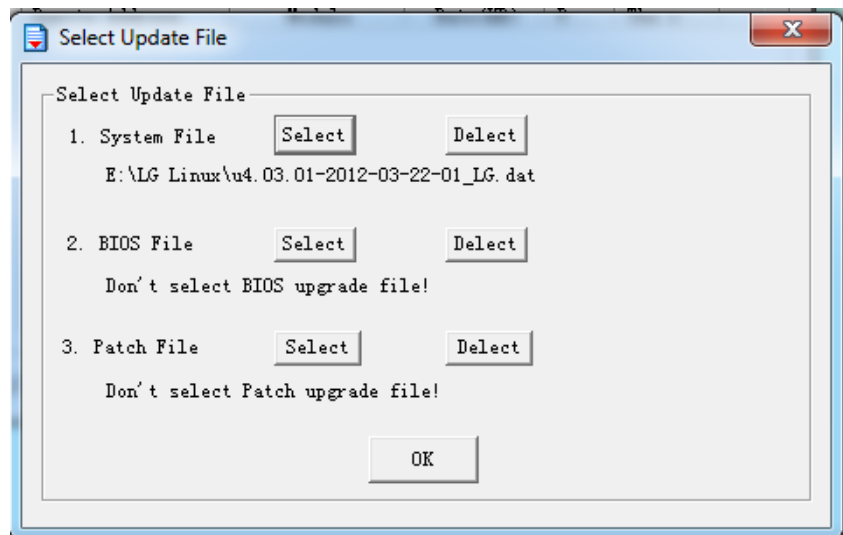 Select Update File
Select Update File
1. System File Select Delect
E:\LG Linux\u4.03.01-2012-03-22-01_LG.dat
2. BIOS File Select Delect
Don't select BIOS upgrade file!
3. Patch File Select Delect
Don't select Patch upgrade file!
OK